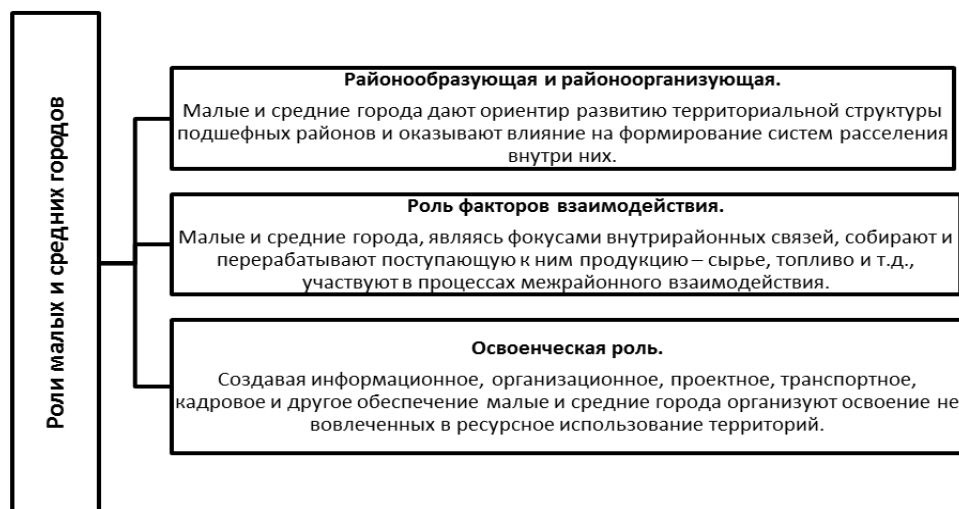 Роли малых и средних городов
Районообразующая и районоорганизующая.
Малые и средние города дают ориентир развитию территориальной структуры
подшефных районов и оказывают влияние на формирование систем расселения
внутри них.
Роль факторов взаимодействия.
Малые и средние города, являясь фокусами внутрирайонных связей, собирают и
перерабатывают поступающую к ним продукцию – сырье, топливо и т.д.,
участвуют в процессах межрайонного взаимодействия.
Освоенческая роль.
Создавая информационное, организационное, проектное, транспортное,
кадровое и другое обеспечение малые и средние города организуют освоение не
вовлеченных в ресурсное использование территорий.